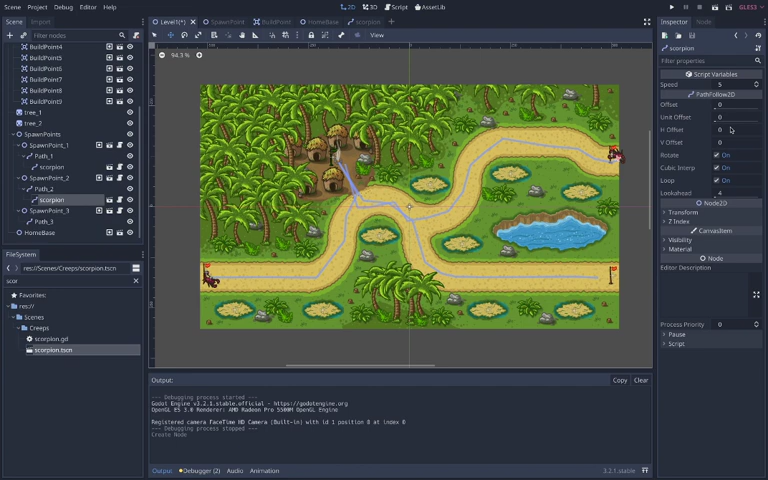 Scene Project Debug Editor Help
2D 3D Script AssetLib
GLES3
Scene Import
Level1(*) SpawnPoint BuildPoint HomeBase scorpion
Inspector Node
Filter nodes
View
scorpion
94.3 %
Filter properties
BuildPoint4
BuildPoint5
BuildPoint6
BuildPoint7
BuildPoint8
BuildPoint9
tree_1
tree_2
SpawnPoints
SpawnPoint_1
Path_1
scorpion
SpawnPoint_2
Path_2
scorpion
SpawnPoint_3
Path_3
HomeBase
Script Variables
Speed 5
PathFollow2D
Offset 0
Unit Offset 0
H Offset 0
V Offset 0
Rotate On
Cubic Interp On
Loop On
Lookahead 4
Node2D
Transform
Z Index
CanvasItem
Visibility
Material
Node
Editor Description
Process Priority 0
Pause
Script
FileSystem
res://Scenes/Creeps/scorpion.tscn
scor
Favorites:
res://
Scenes
Creeps
scorpion.gd
scorpion.tscn
Output:
Copy Clear
--- Debugging process started ---
Godot Engine v3.2.1.stable.official - https://godotengine.org
OpenGL ES 3.0 Renderer: AMD Radeon Pro 5500M OpenGL Engine
Registered camera FaceTime HD Camera (Built-in) with id 1 position 0 at index 0
--- Debugging process stopped ---
Create Node
Output Debugger (2) Audio Animation
3.2.1.stable